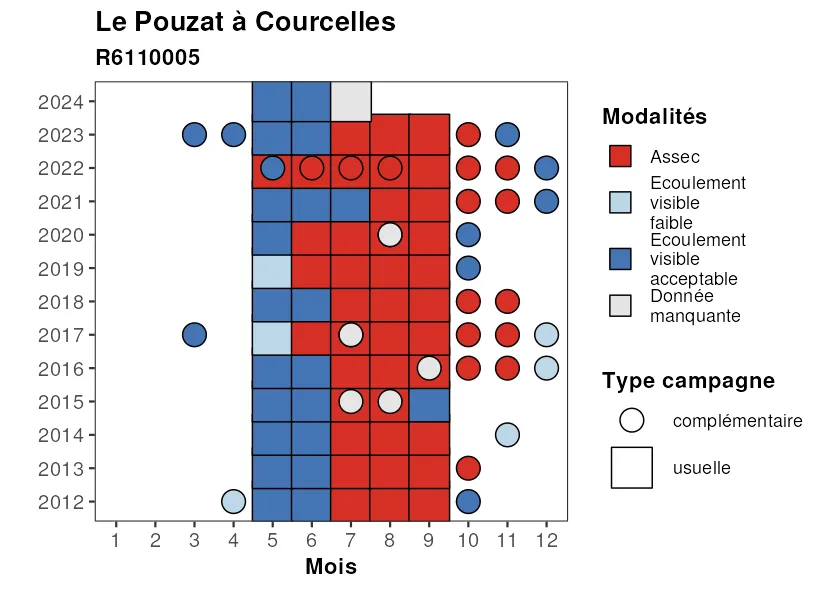 Le Pouzat à Courcelles
R6110005
2024
2023
2022
2021
2020
2019
2018
2017
2016
2015
2014
2013
2012
1 2 3 4 5 6 7 8 9 10 11 12
Mois
Modalités
Assec
Ecoulement
visible
faible
Ecoulement
visible
acceptable
Donnée
manquante
Type campagne
complémentaire
usuelle